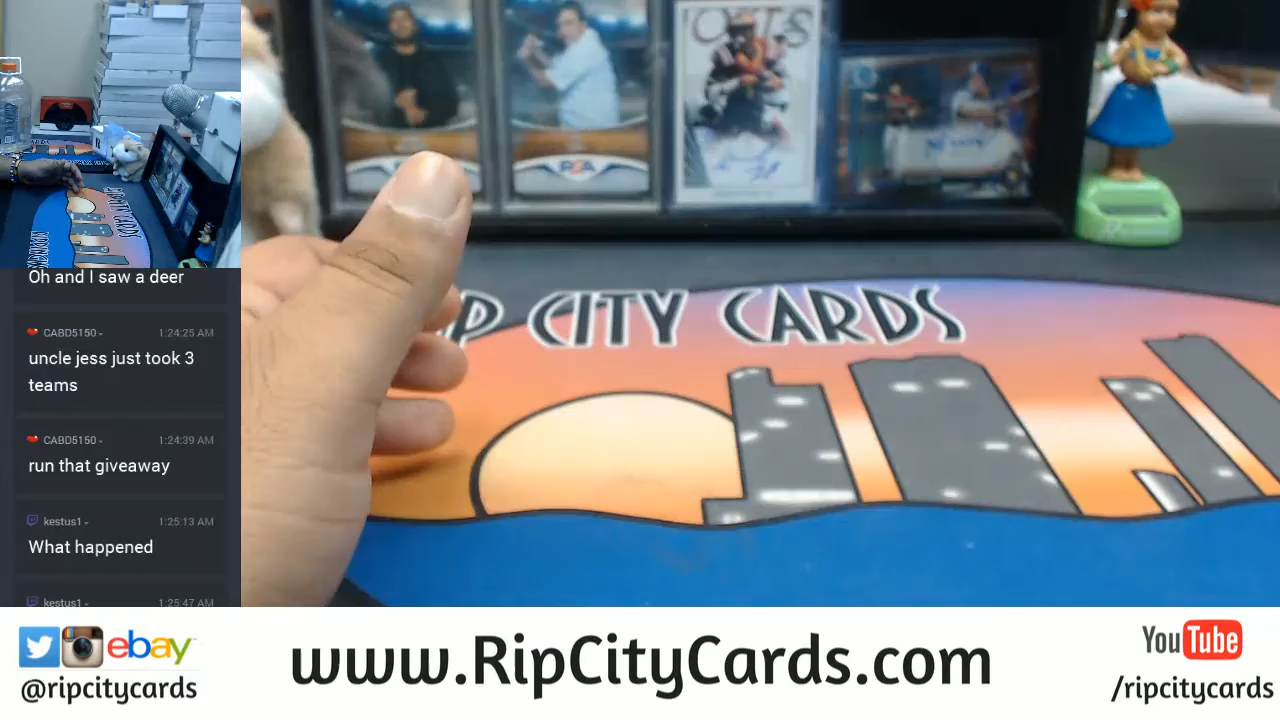 Oh and I saw a deer
CABD5150
1:24:25 AM
uncle jess just took 3
teams
CABD5150
1:24:39 AM
run that giveaway
kestus1
1:25:13 AM
What happened
kestus1
1:25:47 AM
CITY CARDS
ebay
@ripcitycards
www.RipCityCards.com
YouTube
/ripcitycards